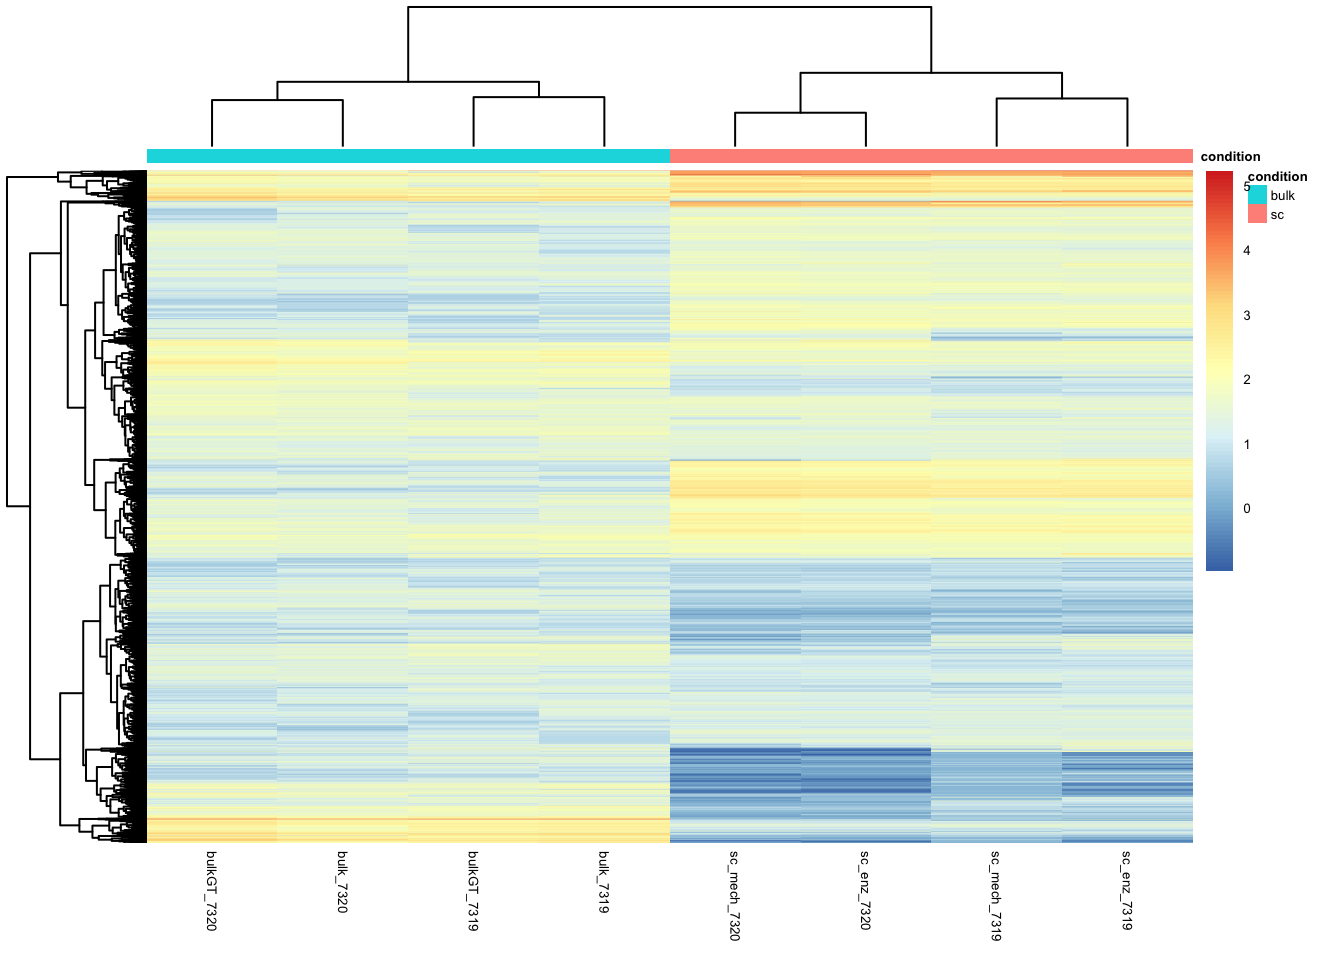 condition
condition
5
bulk
sc
4
3
2
1
0
bulkGT_7320
bulk_7320
bulkGT_7319
bulk_7319
sc_mech_7320
sc_enz_7320
sc_mech_7319
sc_enz_7319